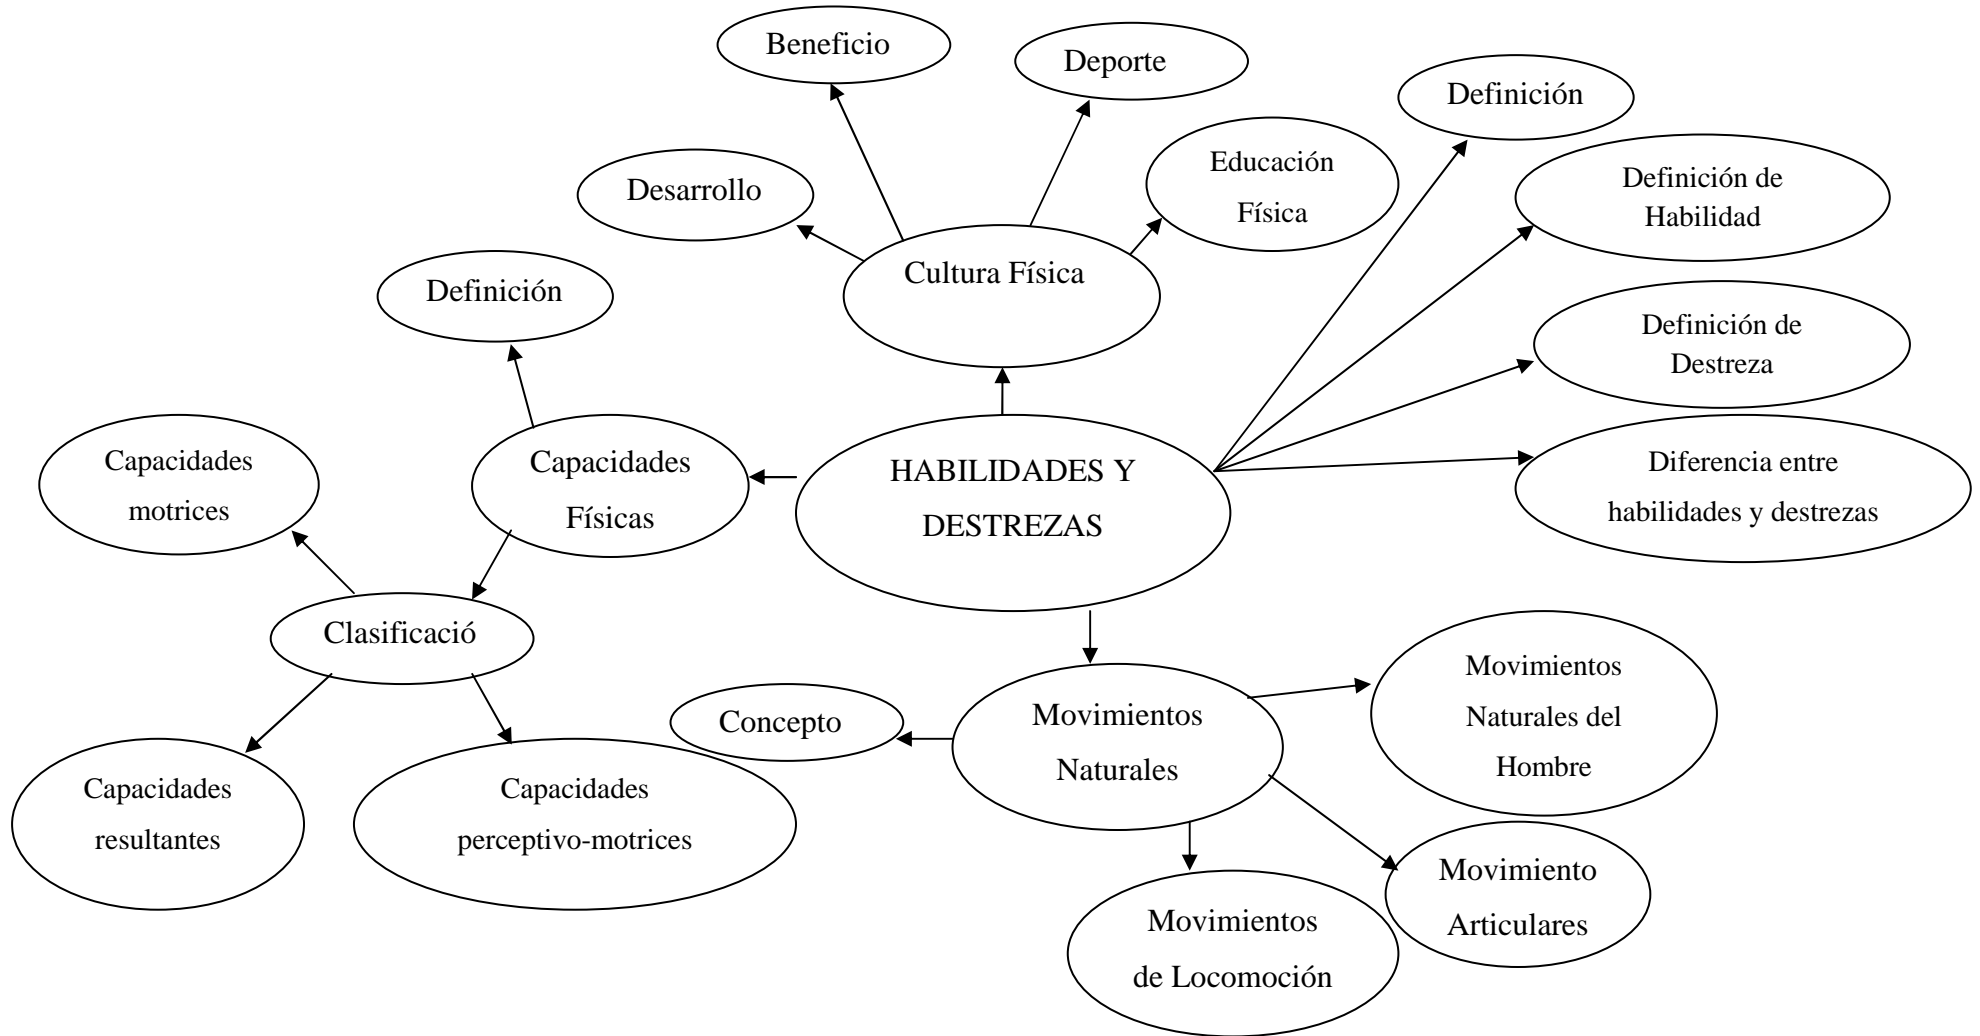 Beneficio
Deporte
Definición
Educación
Física
Desarrollo
Definición de
Habilidad
Cultura Física
Definición
Definición de
Destreza
Capacidades
motrices
Capacidades
Físicas
HABILIDADES Y
DESTREZAS
Diferencia entre
habilidades y destrezas
Clasificació
Concepto
Movimientos
Naturales
Movimientos
Naturales del
Hombre
Capacidades
resultantes
Capacidades
perceptivo-motrices
Movimiento
Articulares
Movimientos
de Locomoción